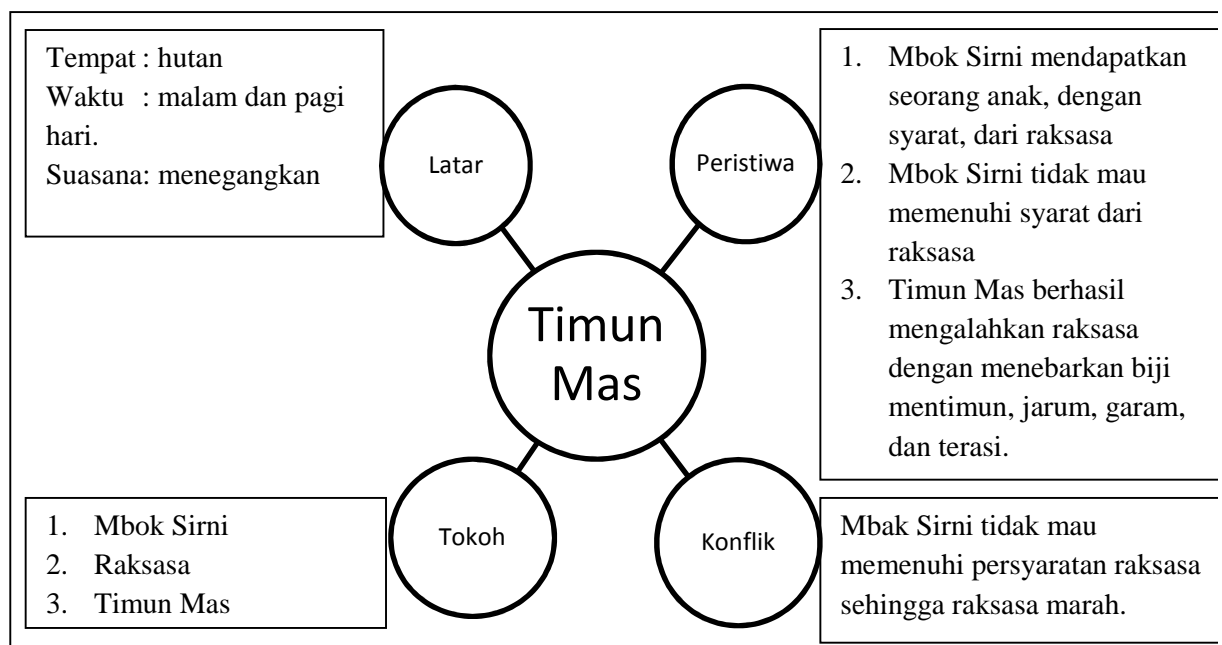 Tempat : hutan
Waktu : malam dan pagi
hari.
Suasana: menegangkan
Latar
Peristiwa
1. Mbok Sirni mendapatkan
seorang anak, dengan
syarat, dari raksasa
2. Mbok Sirni tidak mau
memenuhi syarat dari
raksasa
3. Timun Mas berhasil
mengalahkan raksasa
dengan menebarkan biji
mentimun, jarum, garam,
dan terasi.
Timun
Mas
1. Mbok Sirni
2. Raksasa
3. Timun Mas
Tokoh
Konflik
Mbak Sirni tidak mau
memenuhi persyaratan raksasa
sehingga raksasa marah.